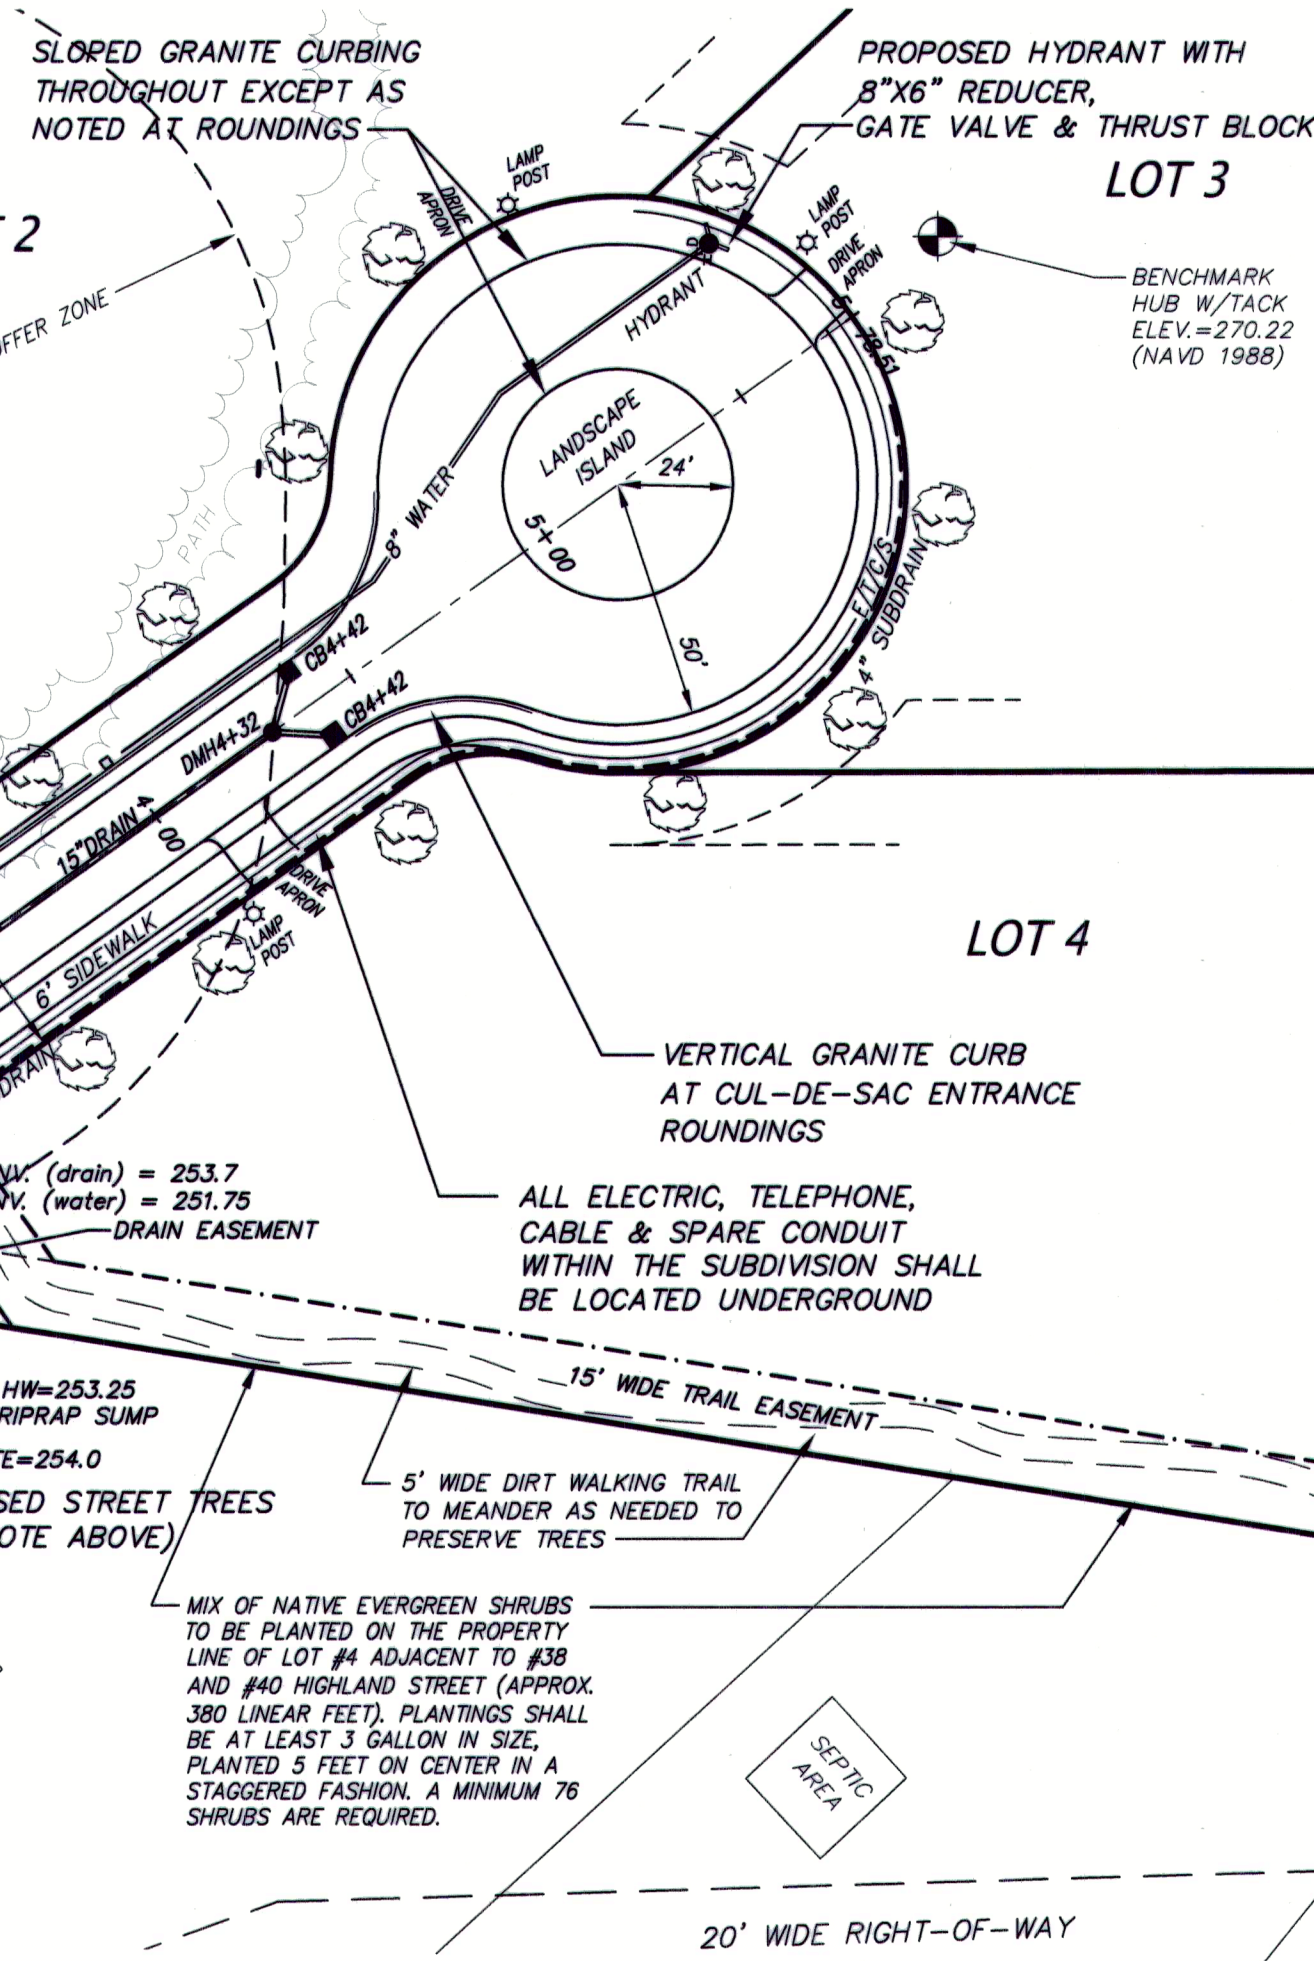 SLOPED GRANITE CURBING
THROUGHOUT EXCEPT AS
NOTED AT ROUNDINGS
PROPOSED HYDRANT WITH
8"X6" REDUCER,
GATE VALVE & THRUST BLOCK
LOT 3
2
LAMP
POST
DRIVE
APRON
LAMP
POST
DRIVE
APRON
BENCHMARK
HUB W/TACK
ELEV.=270.22
(NAVD 1988)
FFER ZONE
HYDRANT
5+78.51
LANDSCAPE
ISLAND
24'
8" WATER
5+00
PATH
E/T/C/S
4" SUBDRAIN
50'
CB4+42
CB4+42
DMH4+32
15"DRAIN
4 00
DRIVE
APRON
LAMP
POST
6' SIDEWALK
DRAIN
LOT 4
VERTICAL GRANITE CURB
AT CUL-DE-SAC ENTRANCE
ROUNDINGS
NV. (drain) = 253.7
NV. (water) = 251.75
DRAIN EASEMENT
ALL ELECTRIC, TELEPHONE,
CABLE & SPARE CONDUIT
WITHIN THE SUBDIVISION SHALL
BE LOCATED UNDERGROUND
15' WIDE TRAIL EASEMENT
HW=253.25
RIPRAP SUMP
TE=254.0
SED STREET TREES
OTE ABOVE)
5' WIDE DIRT WALKING TRAIL
TO MEANDER AS NEEDED TO
PRESERVE TREES
MIX OF NATIVE EVERGREEN SHRUBS
TO BE PLANTED ON THE PROPERTY
LINE OF LOT #4 ADJACENT TO #38
AND #40 HIGHLAND STREET (APPROX.
380 LINEAR FEET). PLANTINGS SHALL
BE AT LEAST 3 GALLON IN SIZE,
PLANTED 5 FEET ON CENTER IN A
STAGGERED FASHION. A MINIMUM 76
SHRUBS ARE REQUIRED.
SEPTIC
AREA
20' WIDE RIGHT-OF-WAY